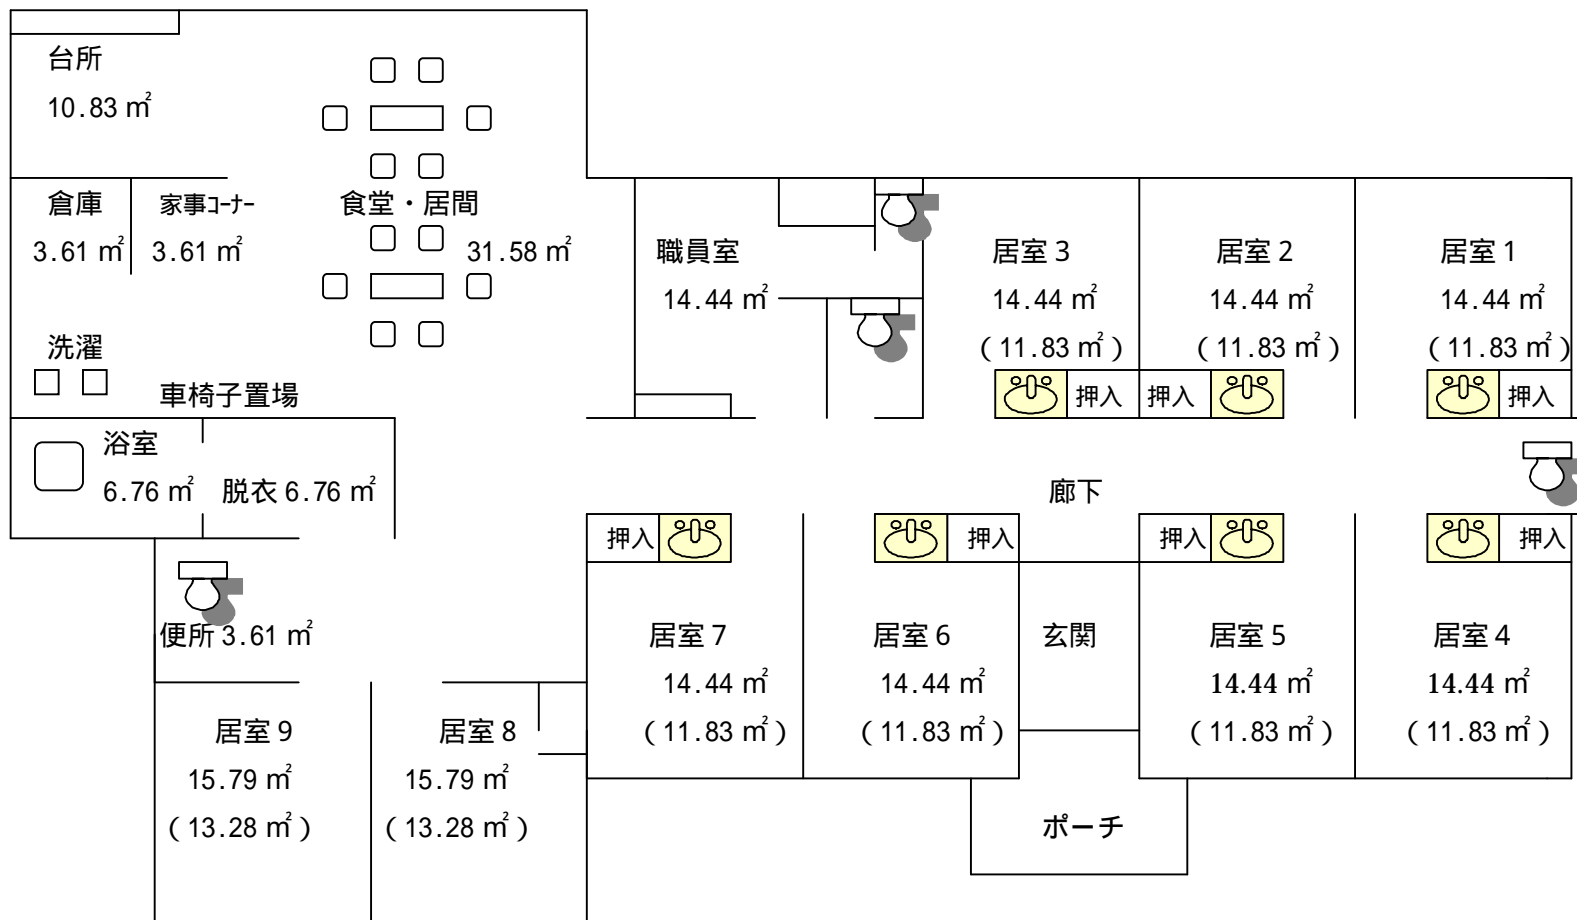 台所
10.83 ㎡
倉庫
3.61 ㎡
家事ｺｰﾅｰ
3.61 ㎡
食堂・居間
31.58 ㎡
職員室
14.44 ㎡
居室３
14.44 ㎡
（11.83 ㎡）
居室２
14.44 ㎡
（11.83 ㎡）
居室１
14.44 ㎡
（11.83 ㎡）
洗濯
車椅子置場
押入
押入
押入
浴室
6.76 ㎡
脱衣 6.76 ㎡
廊下
押入
押入
押入
押入
便所 3.61 ㎡
居室７
14.44 ㎡
（11.83 ㎡）
居室６
14.44 ㎡
（11.83 ㎡）
玄関
居室５
14.44 ㎡
（11.83 ㎡）
居室４
14.44 ㎡
（11.83 ㎡）
居室９
15.79 ㎡
（13.28 ㎡）
居室８
15.79 ㎡
（13.28 ㎡）
ポーチ